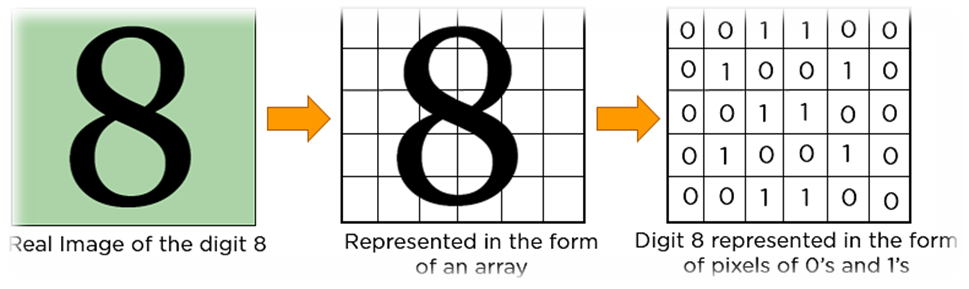 8
8
0 0 1 1 0 0
0 1 0 0 1 0
0 0 1 1 0 0
0 1 0 0 1 0
0 0 1 1 0 0
Real Image of the digit 8
Represented in the form
of an array
Digit 8 represented in the form
of pixels of 0's and 1's